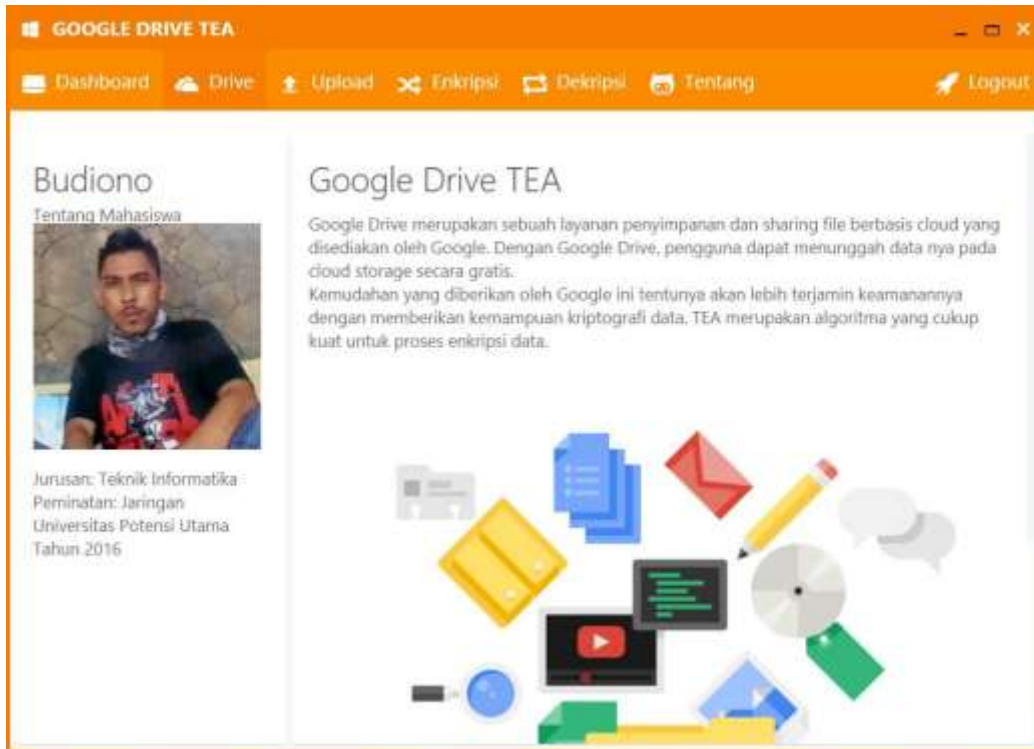 GOOGLE DRIVE TEA
Dashboard Drive Upload Enkripsi Dekripsi Tentang Logout
Budiono
Tentang Mahasiswa
Jurusan: Teknik Informatika
Peminatan: Jaringan
Universitas Potensi Utama
Tahun 2016
Google Drive TEA
Google Drive merupakan sebuah layanan penyimpanan dan sharing file berbasis cloud yang
disediakan oleh Google. Dengan Google Drive, pengguna dapat menunggah data nya pada
cloud storage secara gratis.
Kemudahan yang diberikan oleh Google ini tentunya akan lebih terjamin keamanannya
dengan memberikan kemampuan kriptografi data. TEA merupakan algoritma yang cukup
kuat untuk proses enkripsi data.